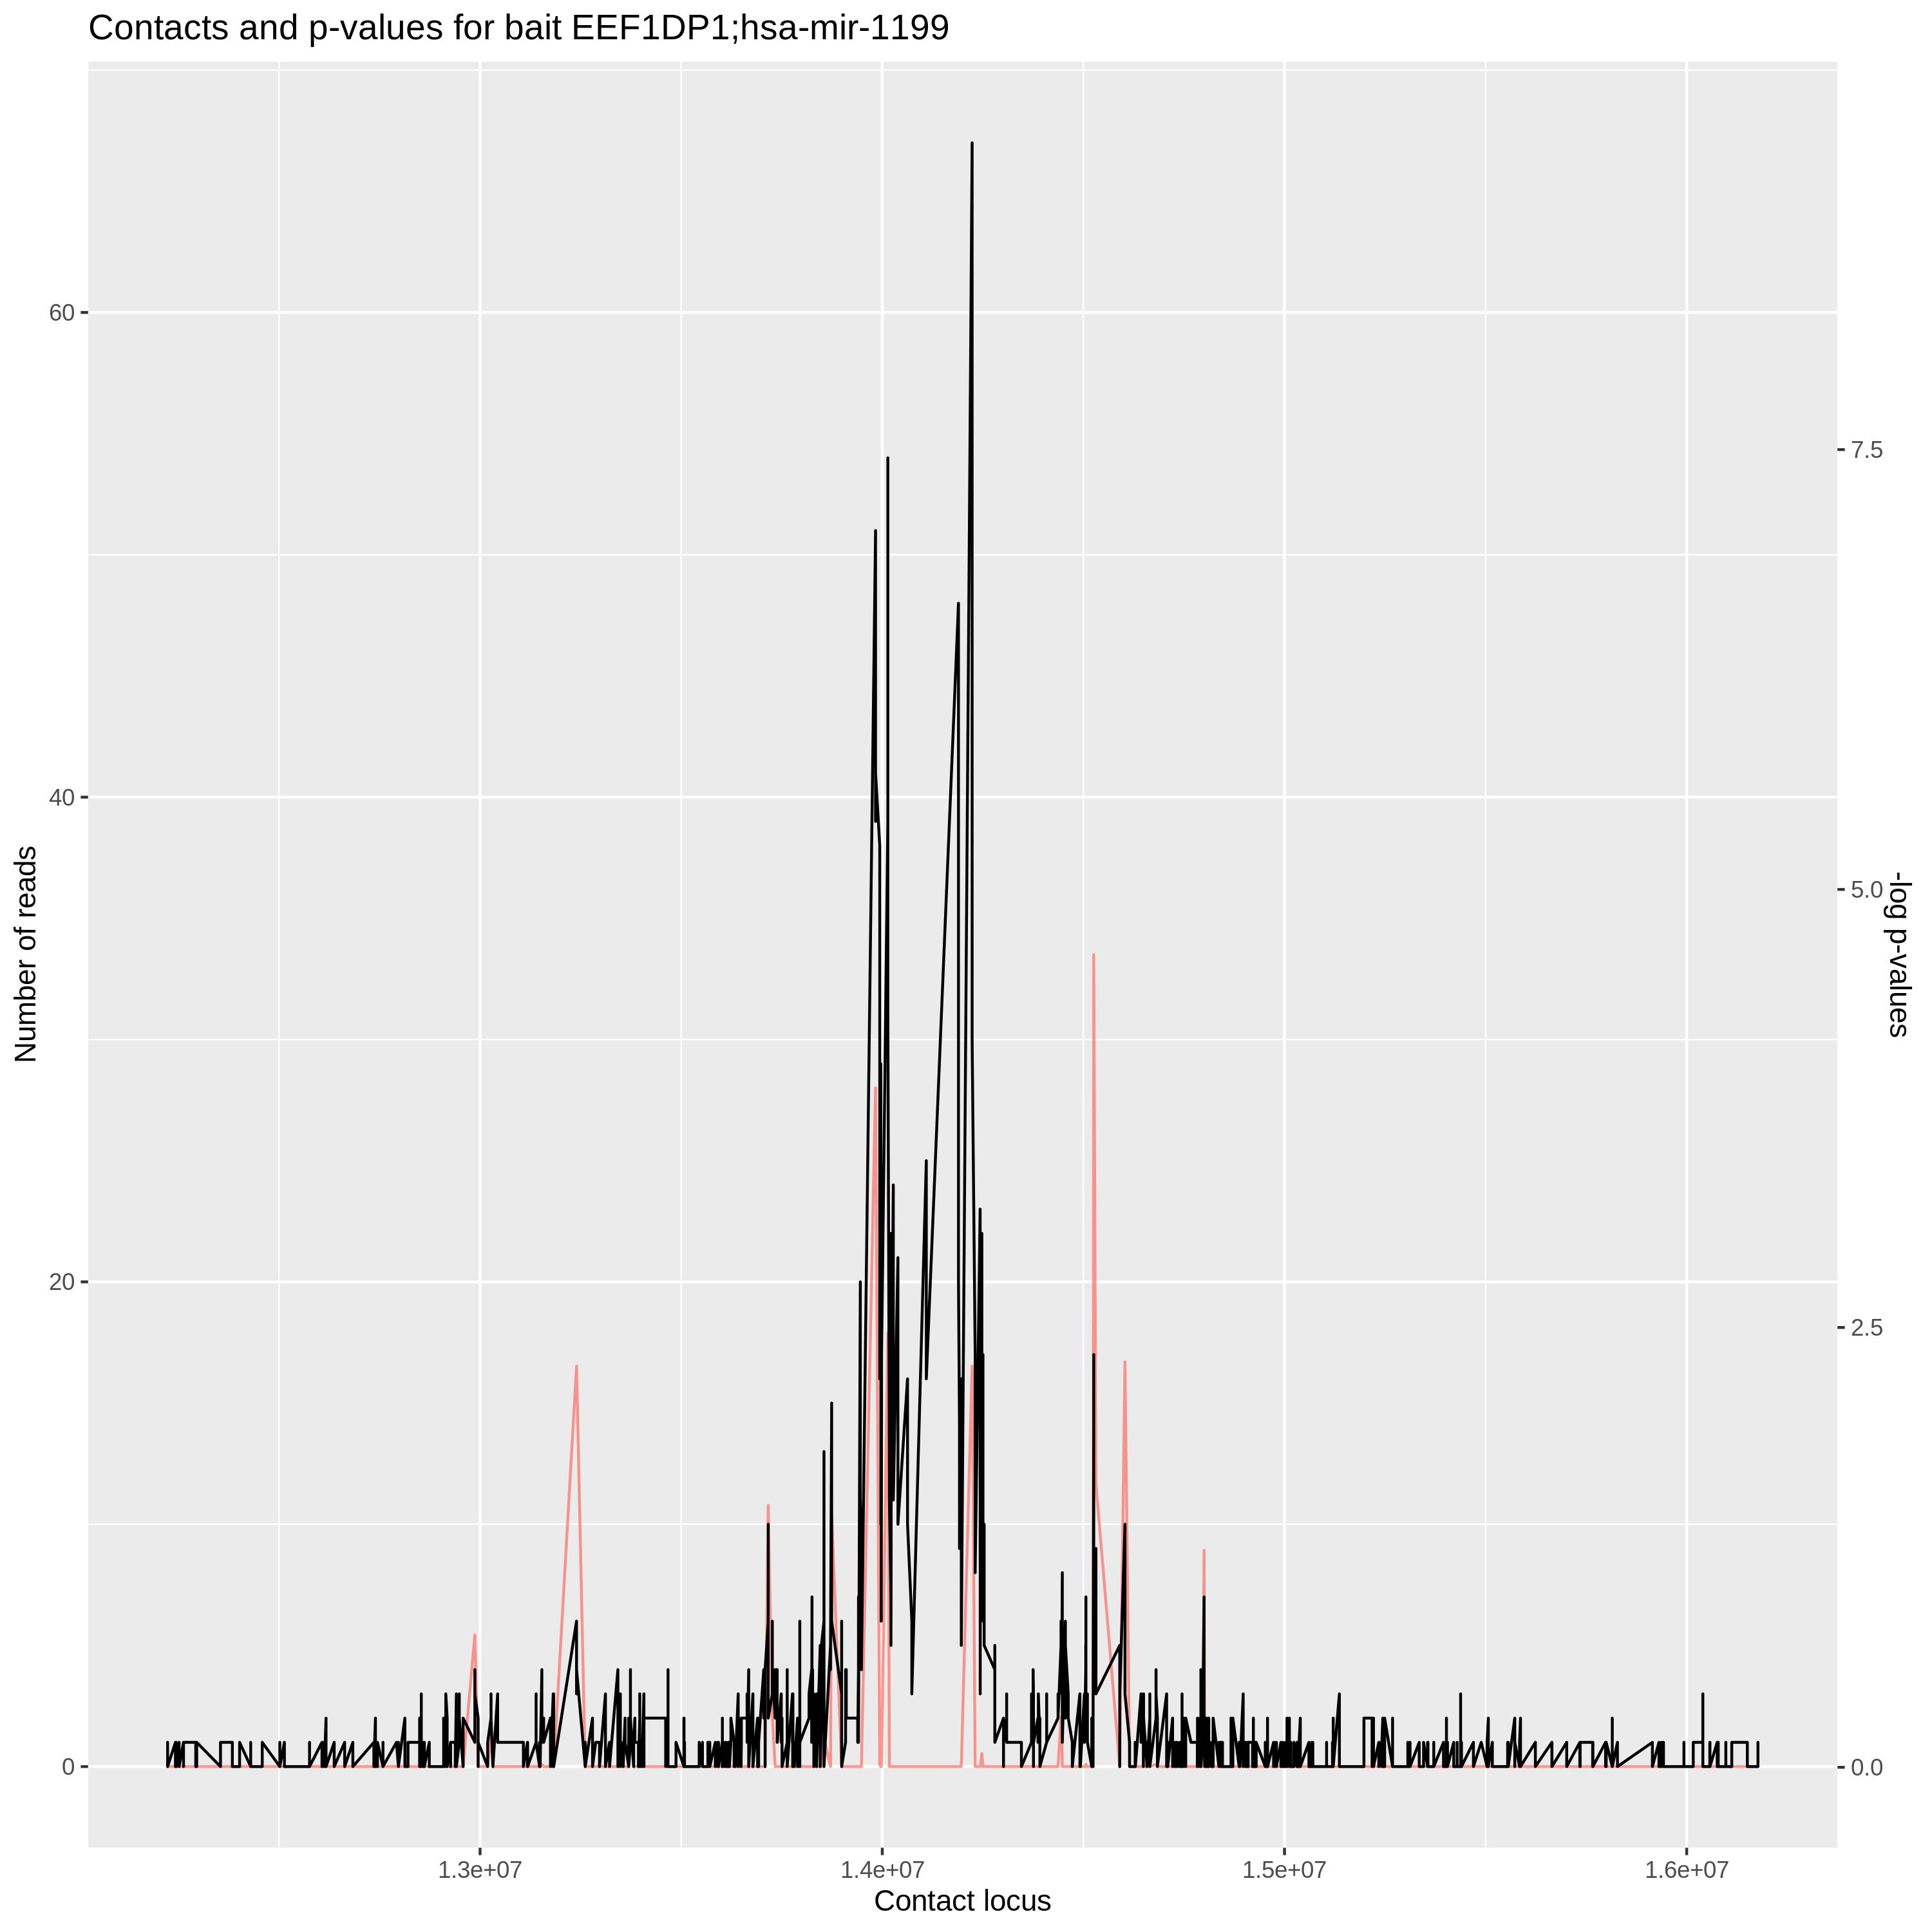 Contacts and p-values for bait EEF1DP1;hsa-mir-1199
60
40
20
0
Number of reads
7.5
5.0
2.5
0.0
-log p-values
1.3e+07
1.4e+07
1.5e+07
1.6e+07
Contact locus